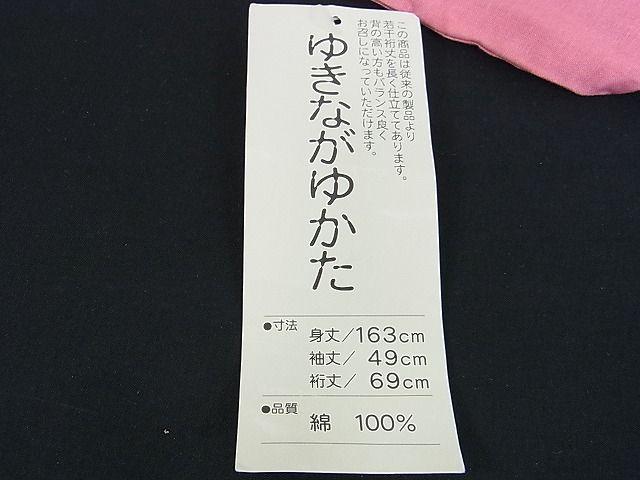 この商品は従来の製品より
若干裄丈を長く仕立ててあります。
背の高い方もバランス良く
お召しになっていただけます。
ゆきながゆかた
●寸法
身丈/163cm
袖丈/ 49cm
裄丈/ 69cm
●品質
綿 100%